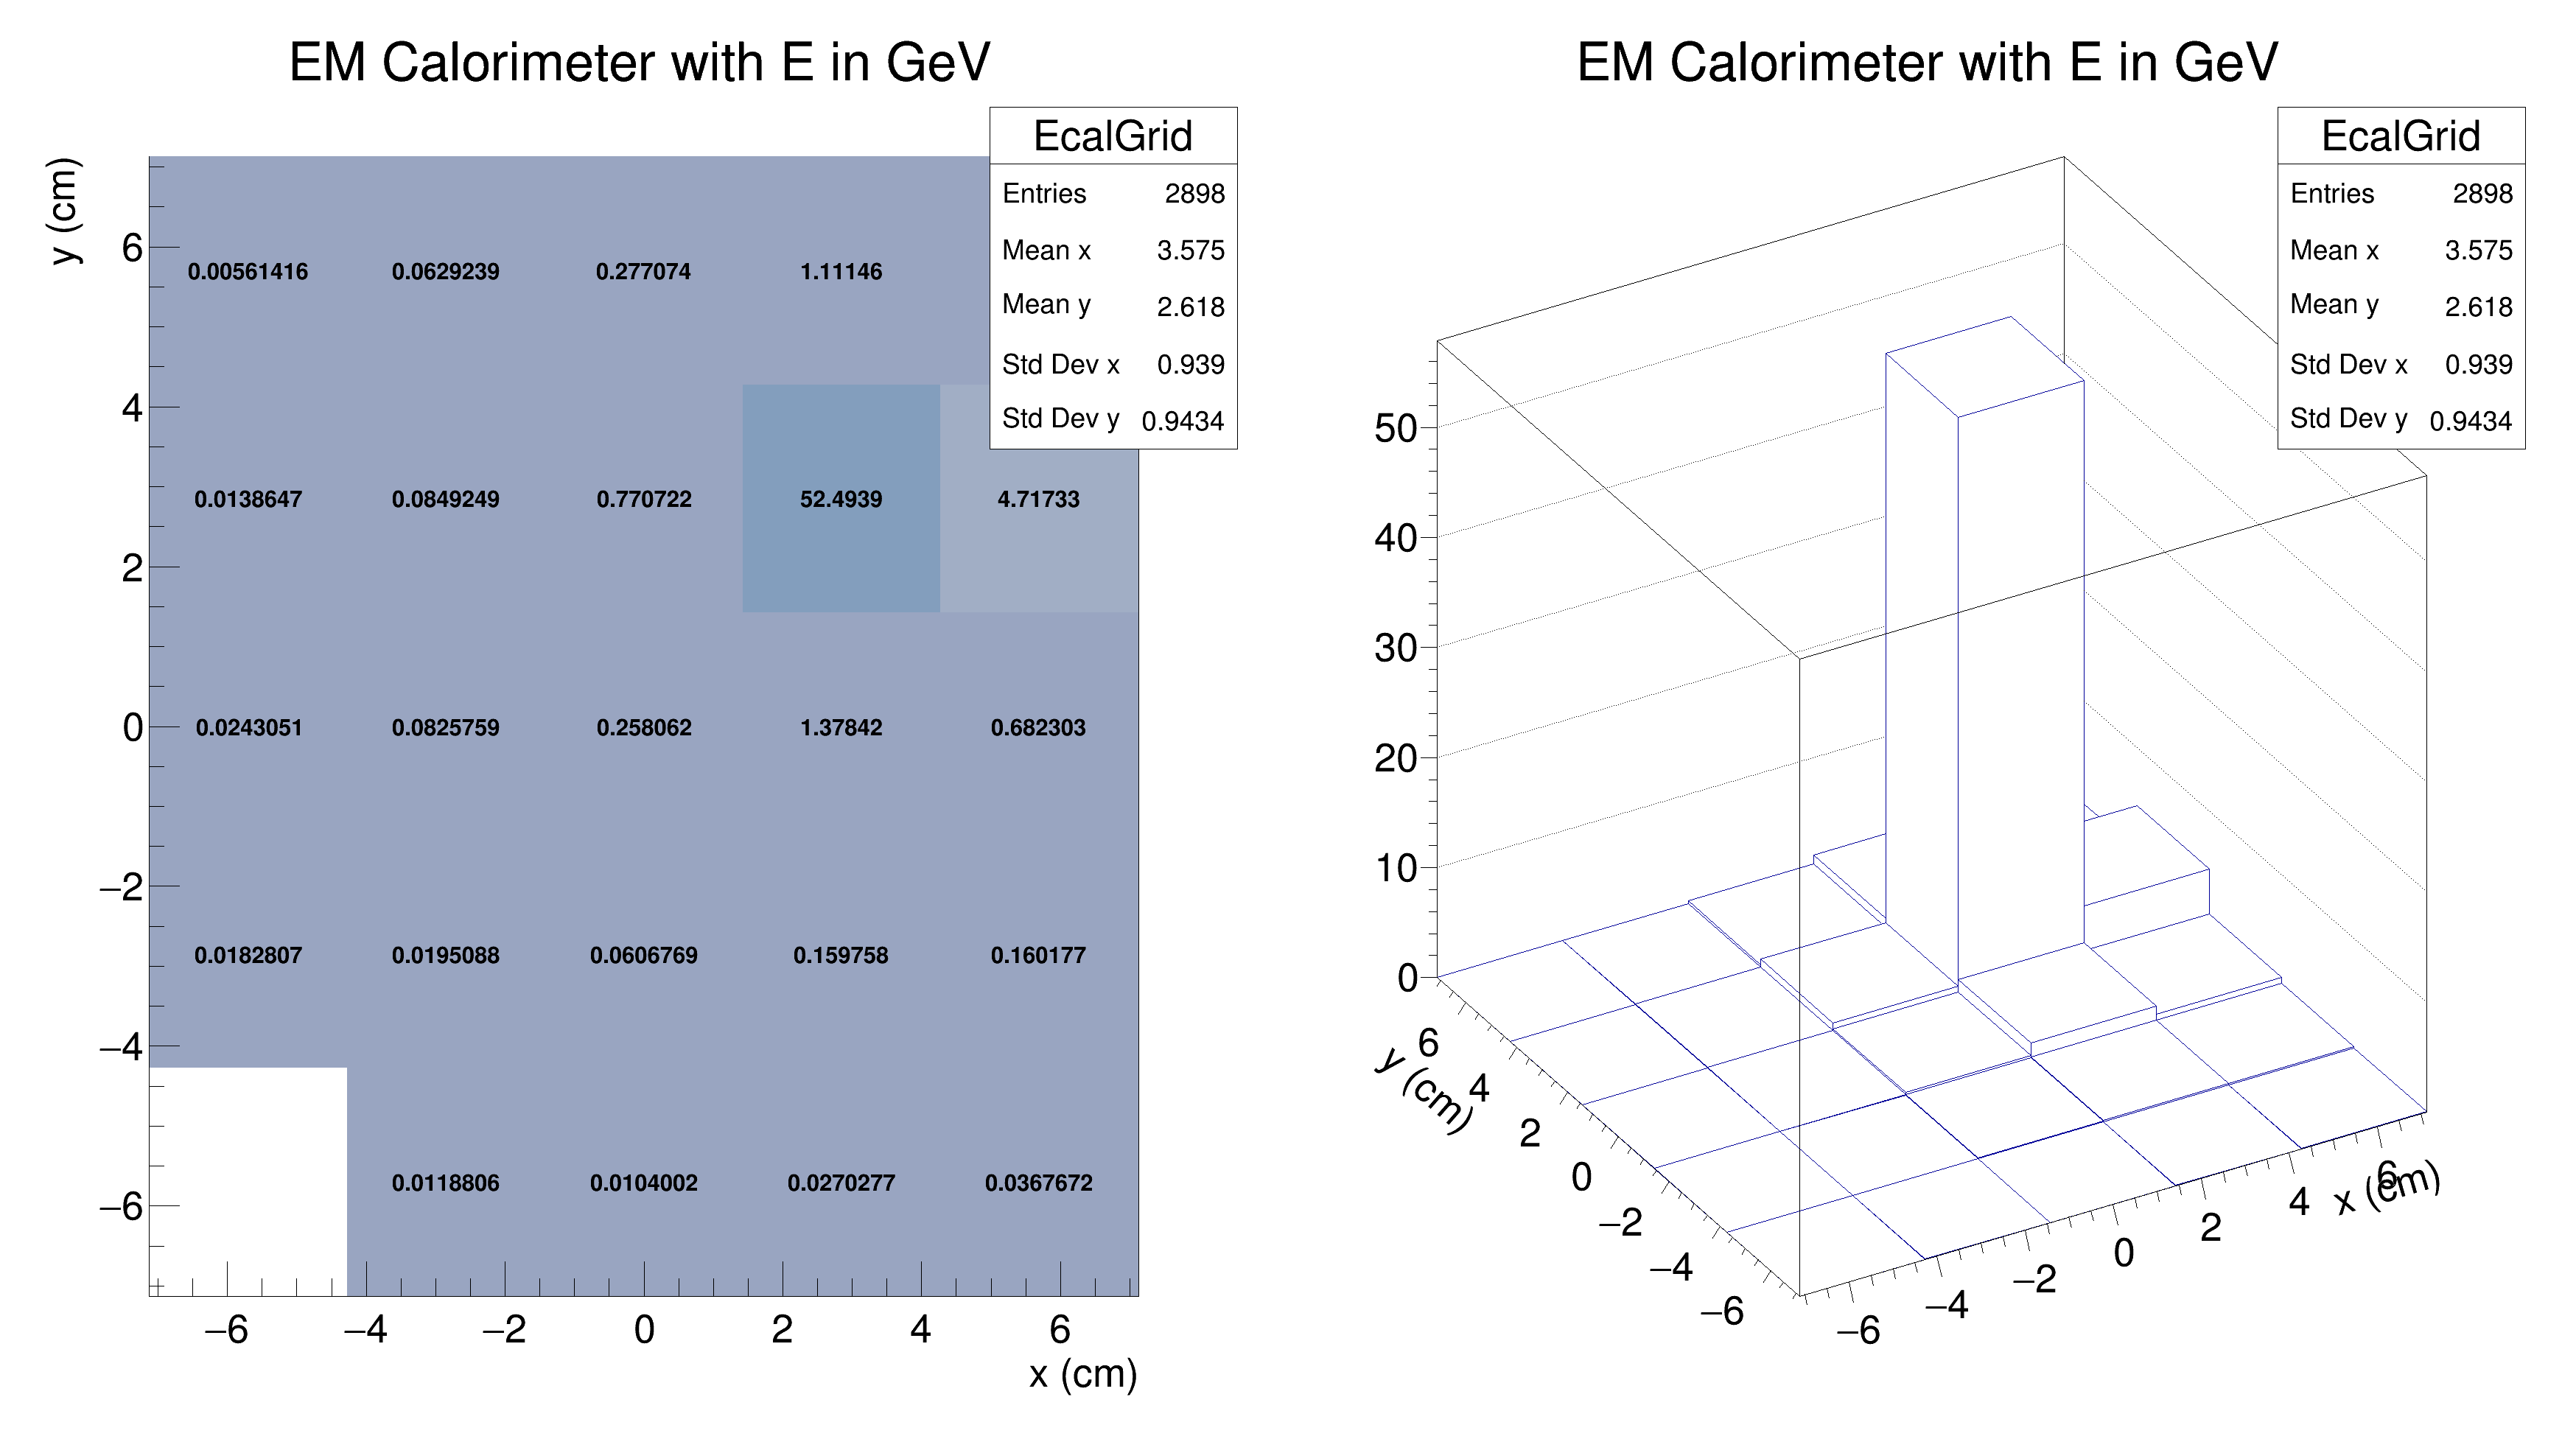 EM Calorimeter with E in GeV
EcalGrid
Entries 2898
Mean x 3.575
Mean y 2.618
Std Dev x 0.939
Std Dev y 0.9434
y (cm)
6
4
2
0
−2
−4
−6
0.00561416 0.0629239 0.277074 1.11146
0.0138647 0.0849249 0.770722 52.4939 4.71733
0.0243051 0.0825759 0.258062 1.37842 0.682303
0.0182807 0.0195088 0.0606769 0.159758 0.160177
0.0118806 0.0104002 0.0270277 0.0367672
−6 −4 −2 0 2 4 6
x (cm)
EM Calorimeter with E in GeV
EcalGrid
Entries 2898
Mean x 3.575
Mean y 2.618
Std Dev x 0.939
Std Dev y 0.9434
50
40
30
20
10
0
6
4
2
0
−2
−4
−6
y (cm)
−6
−4
−2
0
2
4
6
x (cm)